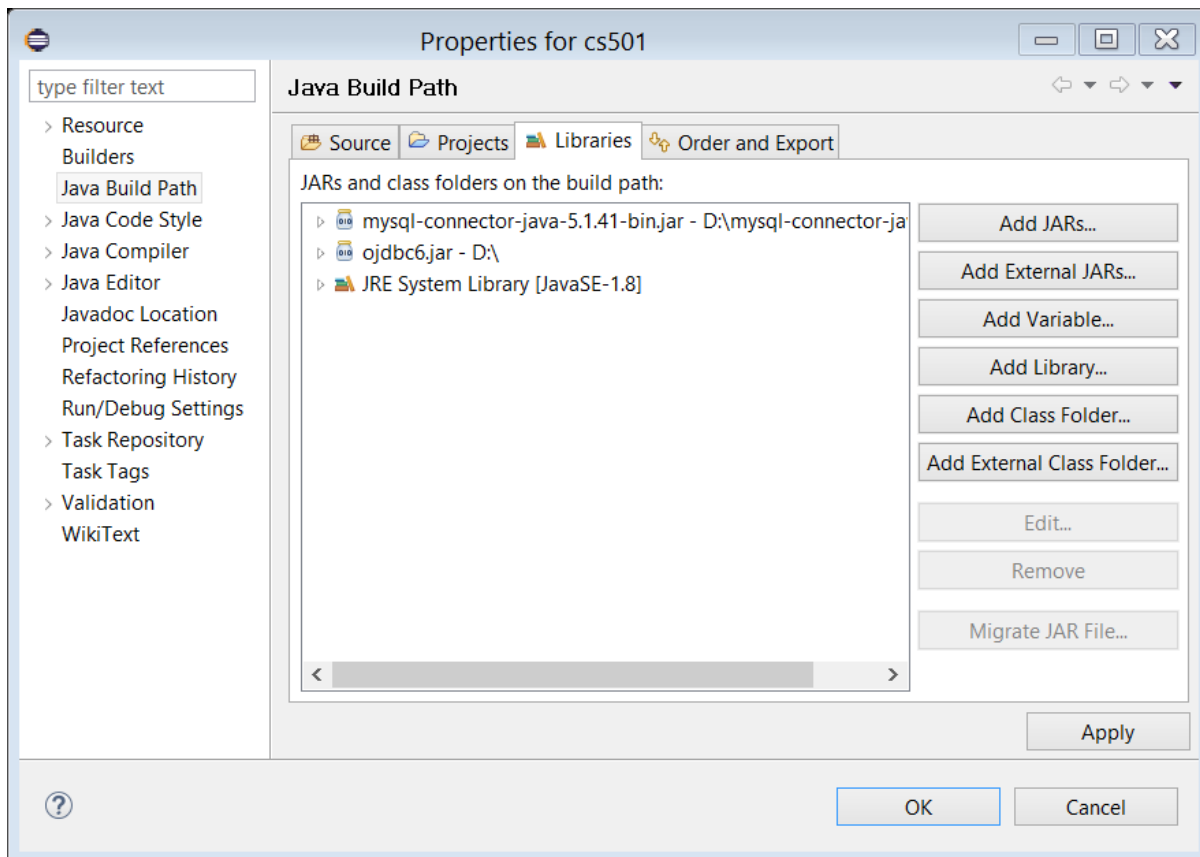 Properties for cs501
type filter text
Resource
Builders
Java Build Path
Java Code Style
Java Compiler
Java Editor
Javadoc Location
Project References
Refactoring History
Run/Debug Settings
Task Repository
Task Tags
Validation
WikiText
Java Build Path
Source Projects Libraries Order and Export
JARs and class folders on the build path:
mysql-connector-java-5.1.41-bin.jar - D:\mysql-connector-ja
ojdbc6.jar - D:\
JRE System Library [JavaSE-1.8]
Add JARs...
Add External JARs...
Add Variable...
Add Library...
Add Class Folder...
Add External Class Folder...
Edit...
Remove
Migrate JAR File...
Apply
OK Cancel